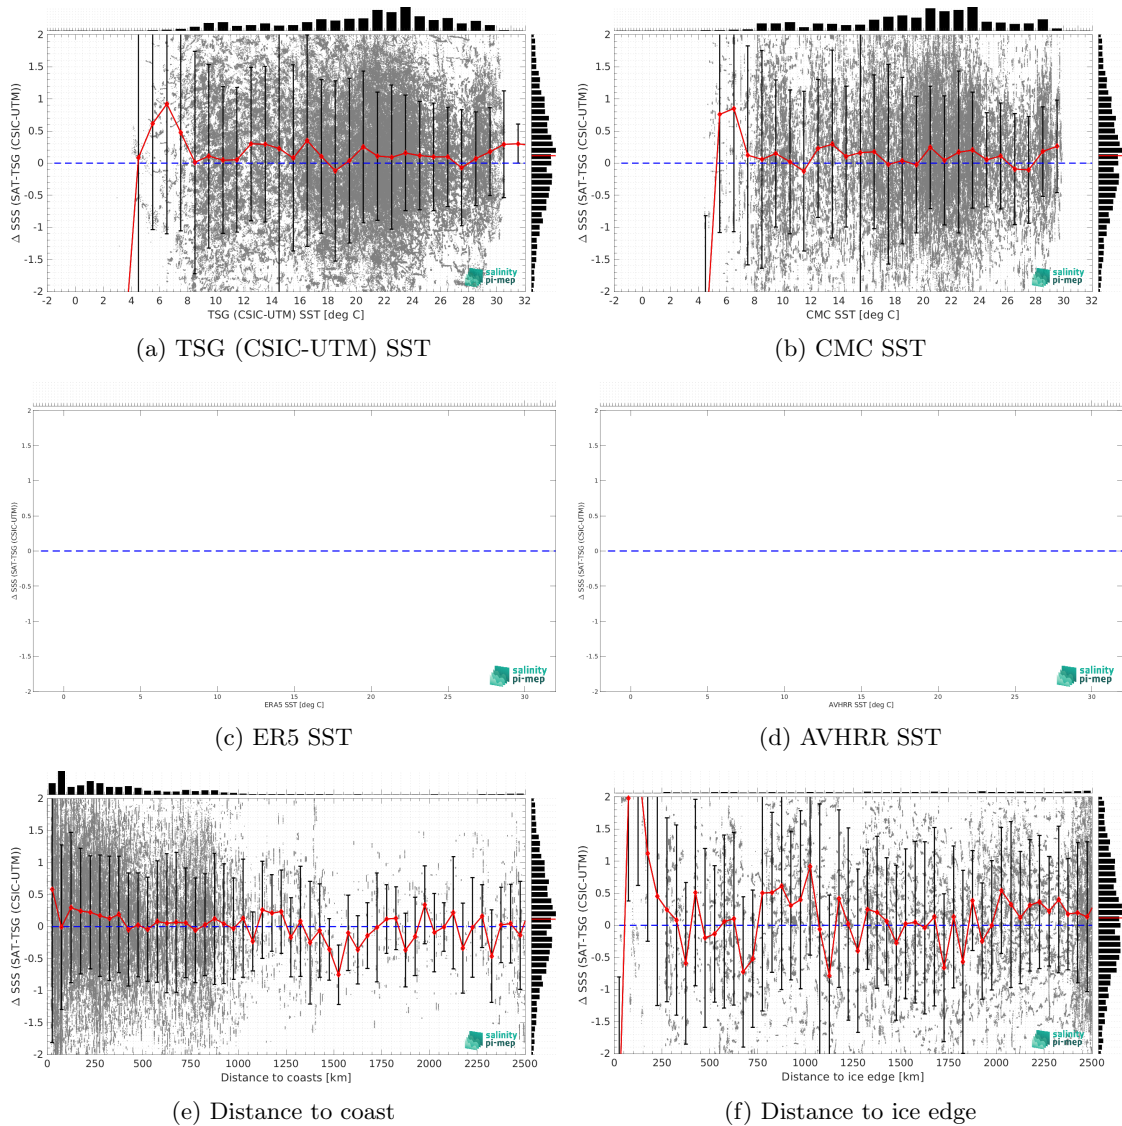 2
1.5
1
0.5
0
-0.5
-1
-1.5
-2
Δ SSS (SAT-TSG (CSIC-UTM))
-2 0 2 4 6 8 10 12 14 16 18 20 22 24 26 28 30 32
TSG (CSIC-UTM) SST [deg C]
salinity
pi-mep
(a) TSG (CSIC-UTM) SST
2
1.5
1
0.5
0
-0.5
-1
-1.5
-2
Δ SSS (SAT-TSG (CSIC-UTM))
-2 0 2 4 6 8 10 12 14 16 18 20 22 24 26 28 30 32
CMC SST [deg C]
salinity
pi-mep
(b) CMC SST
2
1.5
1
0.5
0
-0.5
-1
-1.5
-2
Δ SSS (SAT-TSG (CSIC-UTM))
0 5 10 15 20 25 30
ERA5 SST [deg C]
salinity
pi-mep
(c) ER5 SST
2
1.5
1
0.5
0
-0.5
-1
-1.5
-2
Δ SSS (SAT-TSG (CSIC-UTM))
0 5 10 15 20 25 30
AVHRR SST [deg C]
salinity
pi-mep
(d) AVHRR SST
2
1.5
1
0.5
0
-0.5
-1
-1.5
-2
Δ SSS (SAT-TSG (CSIC-UTM))
0 250 500 750 1000 1250 1500 1750 2000 2250 2500
Distance to coasts [km]
salinity
pi-mep
(e) Distance to coast
2
1.5
1
0.5
0
-0.5
-1
-1.5
-2
Δ SSS (SAT-TSG (CSIC-UTM))
0 250 500 750 1000 1250 1500 1750 2000 2250 2500
Distance to ice edge [km]
salinity
pi-mep
(f) Distance to ice edge